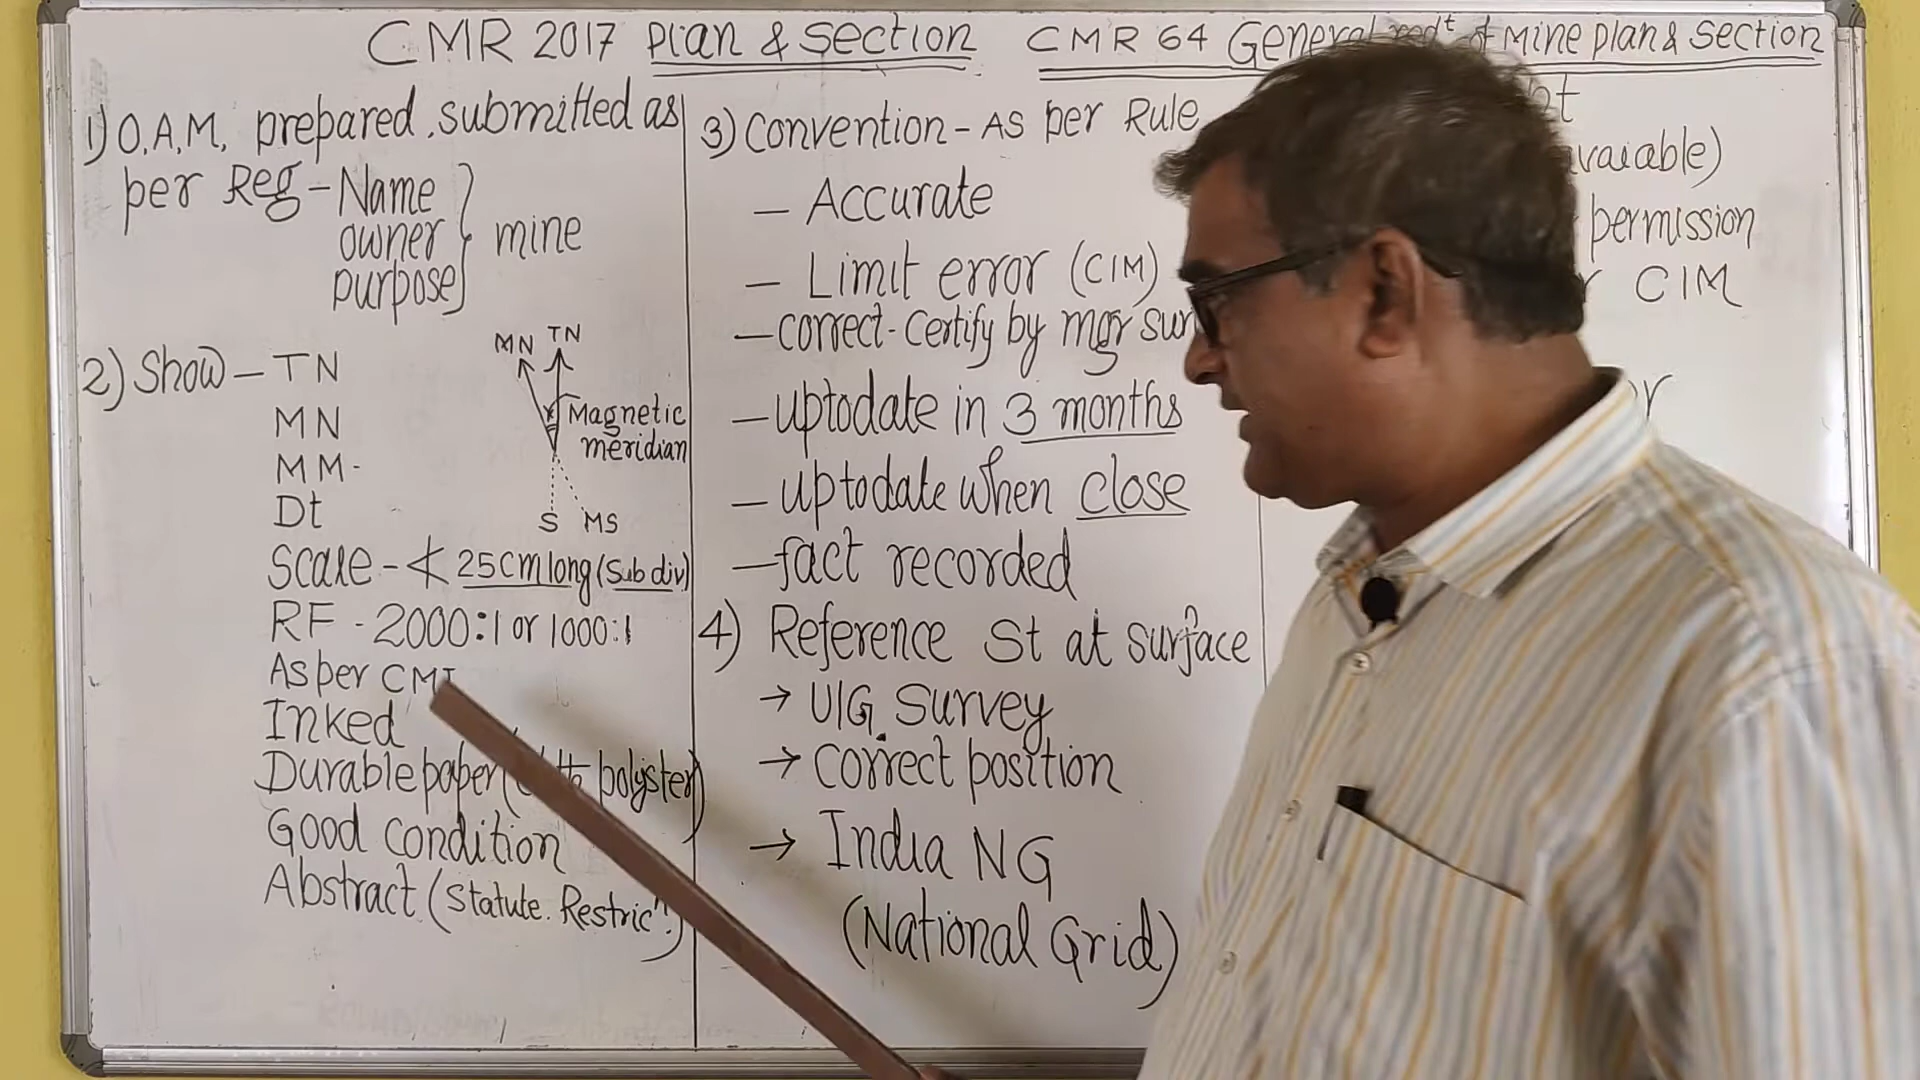 CMR 2017 Plan & Section CMR 64 General of Mine plan & Section
1) O.A.M, prepared, submitted as
per Reg - Name
owner
purpose
mine
2) Show - TN
MN
MM -
Dt
Scale - ≮ 25cm long (Sub div)
RF - 2000:1 or 1000:1
As per CMI
Inked
Durable paper ( polyster)
Good condition
Abstract (Statute. Restricn.)
MN TN
Magnetic
meridian
S MS
3) Convention - As per Rule
- Accurate
- Limit error (CIM)
- Correct - Certify by mgr sur
- uptodate in 3 months
- uptodate when close
- fact recorded
4) Reference St at surface
→ U/G Survey
→ Correct position
→ India NG
(National Grid)
permission
CIM